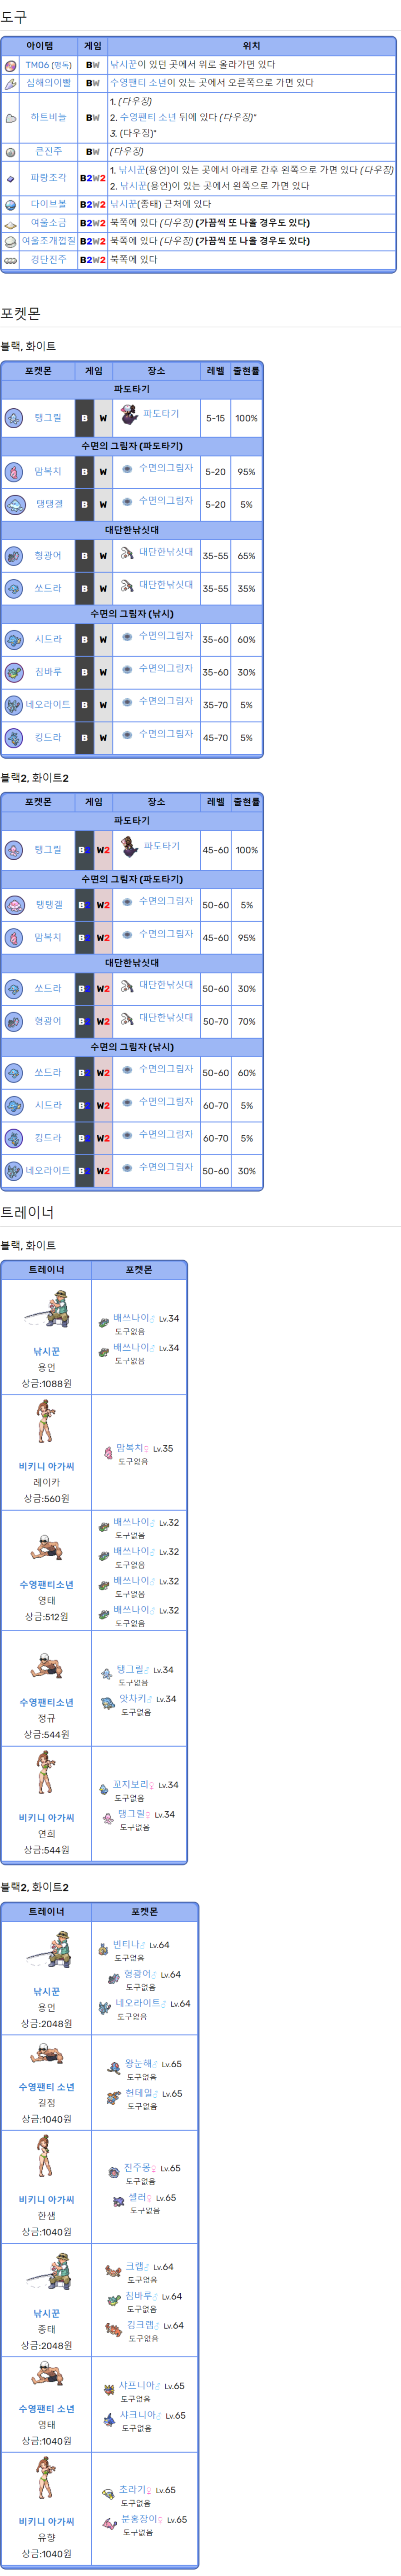 도구
아이템 게임 위치
TM06 (맹독) BW 낚시꾼이 있던 곳에서 위로 올라가면 있다
심해의이빨 BW 수영팬티 소년이 있는 곳에서 오른쪽으로 가면 있다
하트비늘 BW
1. (다우징)
2. 수영팬티 소년 뒤에 있다 (다우징)"
3. (다우징)"
큰진주 BW (다우징)
파랑조각 B2W2
1. 낚시꾼(용언)이 있는 곳에서 아래로 간후 왼쪽으로 가면 있다 (다우징)
2. 낚시꾼(용언)이 있는 곳에서 왼쪽으로 가면 있다
다이브볼 B2W2 낚시꾼(종태) 근처에 있다
여울소금 B2W2 북쪽에 있다 (다우징) (가끔씩 또 나올 경우도 있다)
여울조개껍질 B2W2 북쪽에 있다 (다우징) (가끔씩 또 나올 경우도 있다)
경단진주 B2W2 북쪽에 있다
포켓몬
블랙, 화이트
포켓몬 게임 장소 레벨 출현률
파도타기
탱그릴 B W 파도타기 5-15 100%
수면의 그림자 (파도타기)
맘복치 B W 수면의그림자 5-20 95%
탱탱겔 B W 수면의그림자 5-20 5%
대단한낚싯대
형광어 B W 대단한낚싯대 35-55 65%
쏘드라 B W 대단한낚싯대 35-55 35%
수면의 그림자 (낚시)
시드라 B W 수면의그림자 35-60 60%
침바루 B W 수면의그림자 35-60 30%
네오라이트 B W 수면의그림자 35-70 5%
킹드라 B W 수면의그림자 45-70 5%
블랙2, 화이트2
포켓몬 게임 장소 레벨 출현률
파도타기
탱그릴 B2 W2 파도타기 45-60 100%
수면의 그림자 (파도타기)
탱탱겔 B2 W2 수면의그림자 50-60 5%
맘복치 B2 W2 수면의그림자 45-60 95%
대단한낚싯대
쏘드라 B2 W2 대단한낚싯대 50-60 30%
형광어 B2 W2 대단한낚싯대 50-70 70%
수면의 그림자 (낚시)
쏘드라 B2 W2 수면의그림자 50-60 60%
시드라 B2 W2 수면의그림자 60-70 5%
킹드라 B2 W2 수면의그림자 60-70 5%
네오라이트 B2 W2 수면의그림자 50-60 30%
트레이너
블랙, 화이트
트레이너 포켓몬
낚시꾼
용언
상금:1088원
배쓰나이♂ Lv.34
도구없음
배쓰나이♂ Lv.34
도구없음
비키니 아가씨
레이카
상금:560원
맘복치♀ Lv.35
도구없음
수영팬티소년
영태
상금:512원
배쓰나이♂ Lv.32
도구없음
배쓰나이♂ Lv.32
도구없음
배쓰나이♂ Lv.32
도구없음
배쓰나이♂ Lv.32
도구없음
수영팬티소년
정규
상금:544원
탱그릴♂ Lv.34
도구없음
앗차키♂ Lv.34
도구없음
비키니 아가씨
연희
상금:544원
꼬지보리♀ Lv.34
도구없음
탱그릴♀ Lv.34
도구없음
블랙2, 화이트2
트레이너 포켓몬
낚시꾼
용언
상금:2048원
빈티나♂ Lv.64
도구없음
형광어♂ Lv.64
도구없음
네오라이트♂ Lv.64
도구없음
수영팬티 소년
길정
상금:1040원
왕눈해♂ Lv.65
도구없음
헌테일♂ Lv.65
도구없음
비키니 아가씨
한샘
상금:1040원
진주몽♀ Lv.65
도구없음
셀러♀ Lv.65
도구없음
낚시꾼
종태
상금:2048원
크랩♂ Lv.64
도구없음
침바루♂ Lv.64
도구없음
킹크랩♂ Lv.64
도구없음
수영팬티 소년
영태
상금:1040원
샤프니아♂ Lv.65
도구없음
샤크니아♂ Lv.65
도구없음
비키니 아가씨
유향
상금:1040원
초라기♀ Lv.65
도구없음
분홍장이♀ Lv.65
도구없음